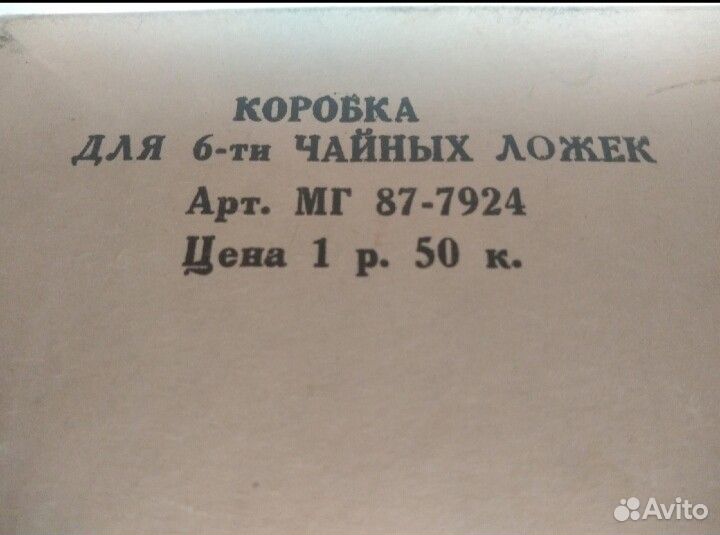 КОРОБКА
ДЛЯ 6-ти ЧАЙНЫХ ЛОЖЕК
Арт. МГ 87-7924
Цена 1 р. 50 к.
Avito